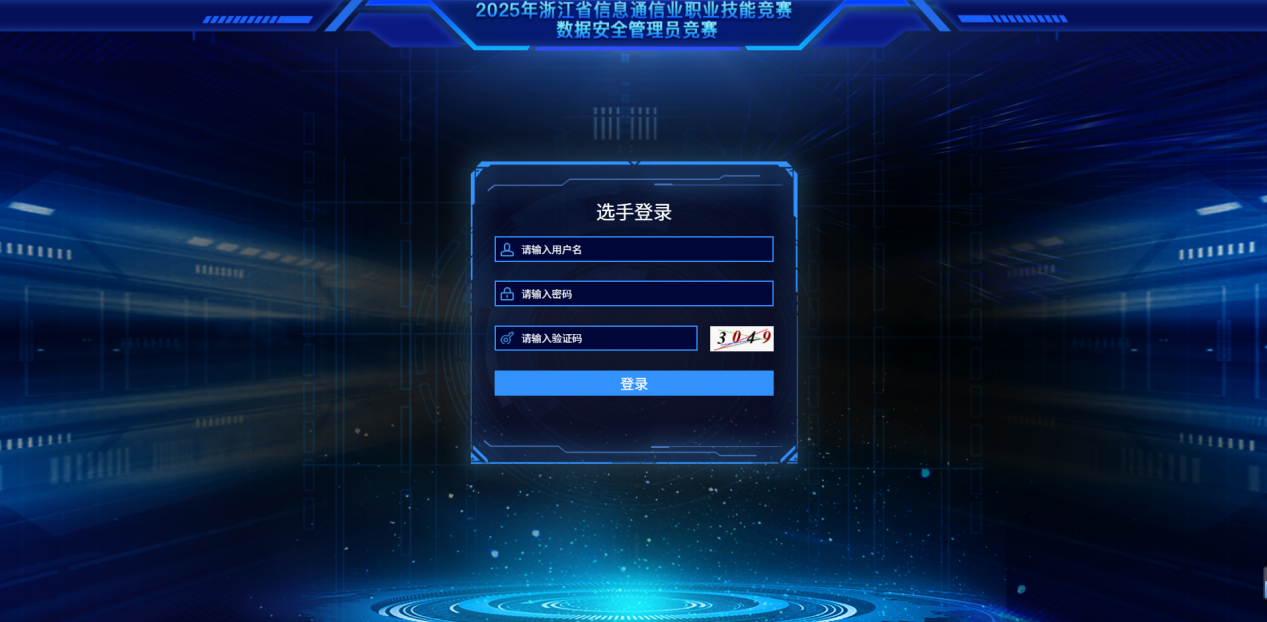 2025年浙江省信息通信业职业技能竞赛
数据安全管理员竞赛
选手登录
请输入用户名
请输入密码
请输入验证码
3049
登录